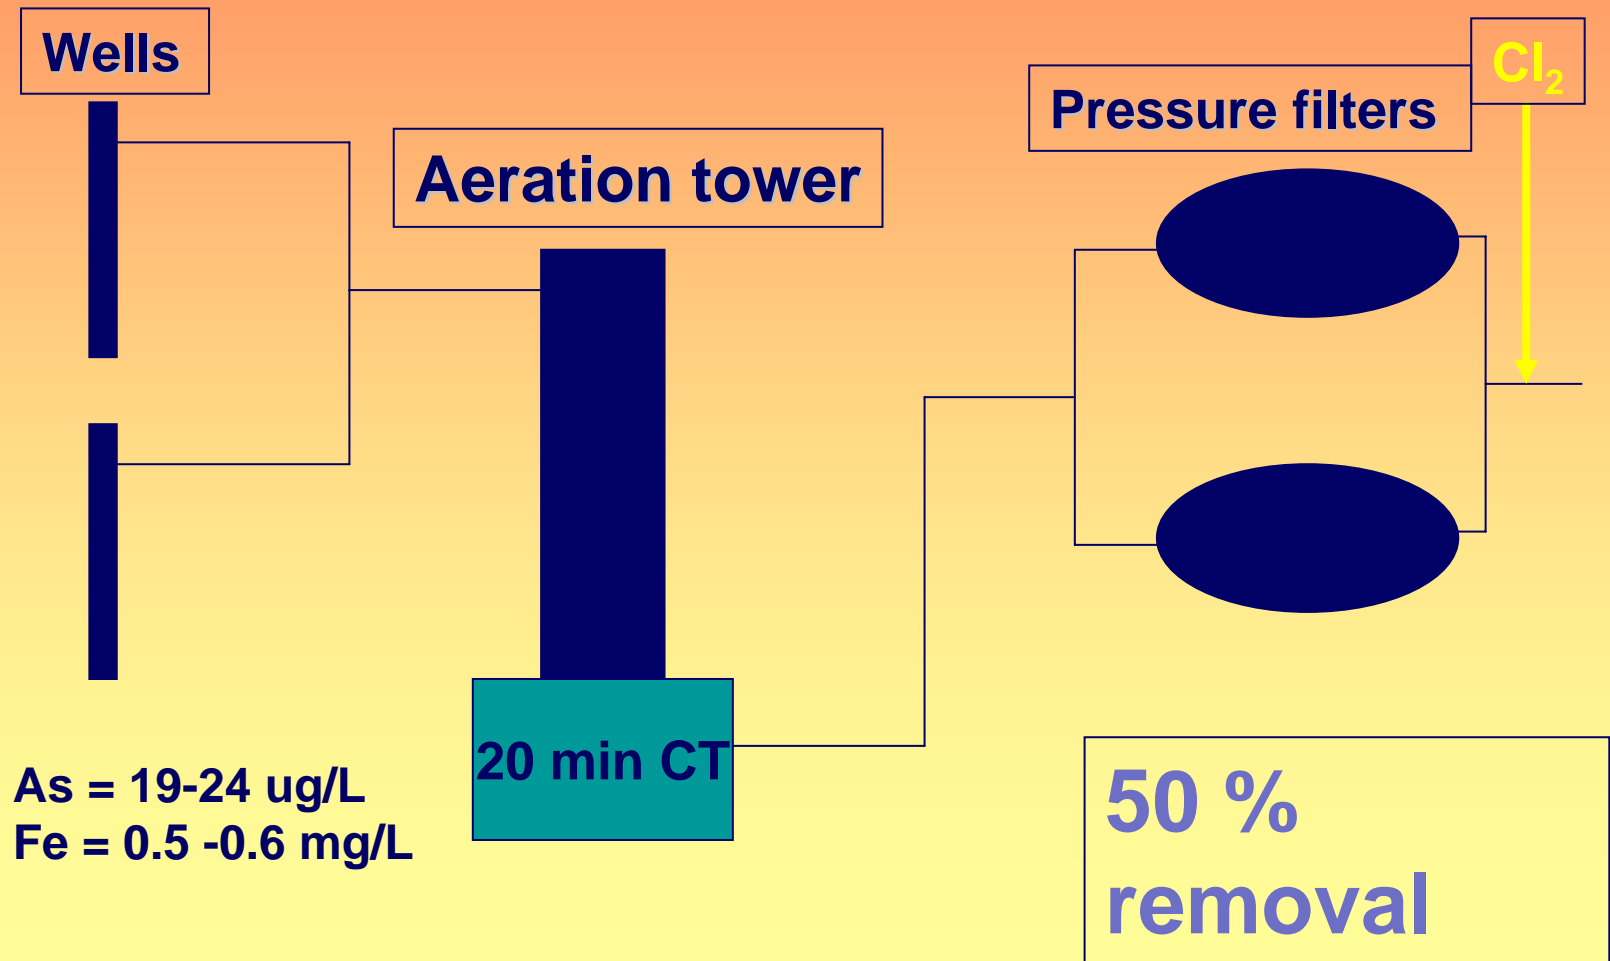 Wells
Cl₂
Pressure filters
Aeration tower
20 min CT
As = 19-24 ug/L
Fe = 0.5 -0.6 mg/L
50 %
removal